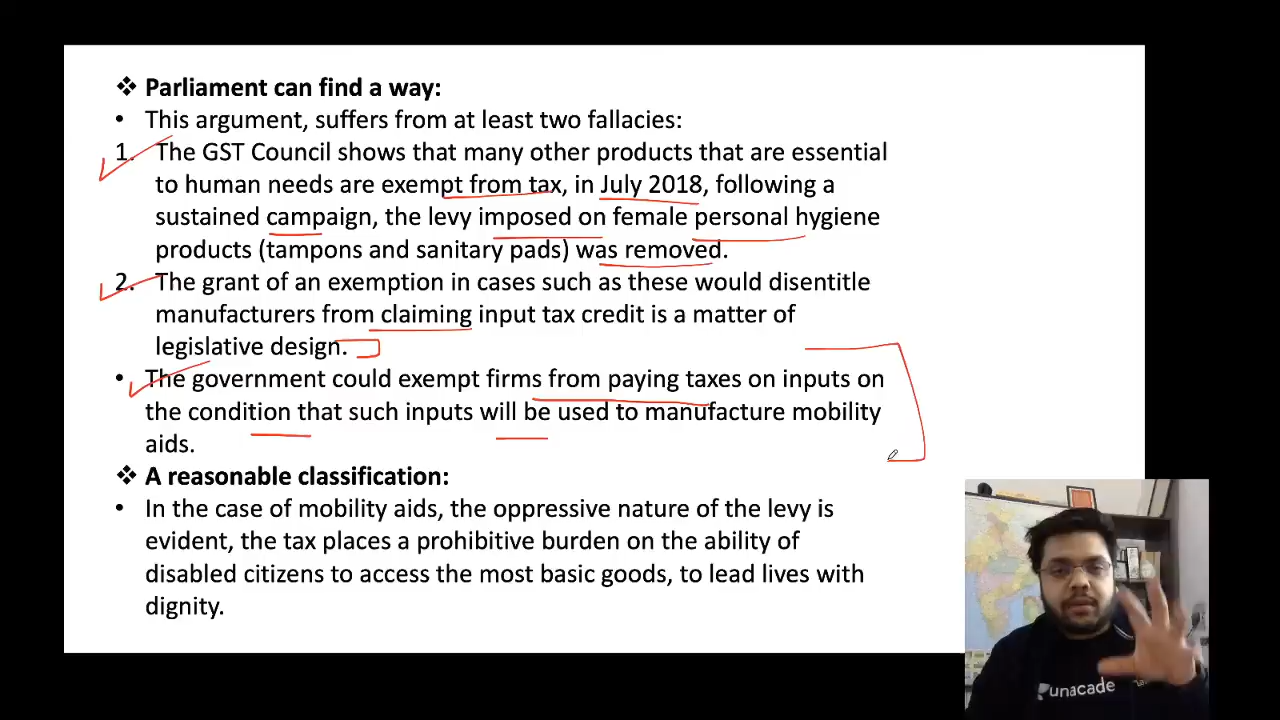 ❖ Parliament can find a way:
• This argument, suffers from at least two fallacies:
1. The GST Council shows that many other products that are essential
to human needs are exempt from tax, in July 2018, following a
sustained campaign, the levy imposed on female personal hygiene
products (tampons and sanitary pads) was removed.
2. The grant of an exemption in cases such as these would disentitle
manufacturers from claiming input tax credit is a matter of
legislative design.
• The government could exempt firms from paying taxes on inputs on
the condition that such inputs will be used to manufacture mobility
aids.
❖ A reasonable classification:
• In the case of mobility aids, the oppressive nature of the levy is
evident, the tax places a prohibitive burden on the ability of
disabled citizens to access the most basic goods, to lead lives with
dignity.
unacade